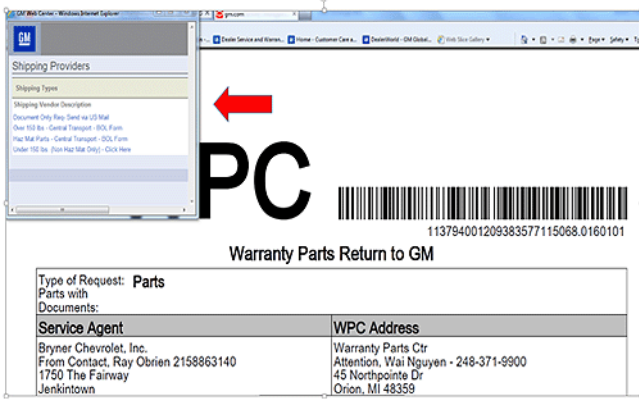 GM Web Center - Windows Internet Explorer
gm.com
Dealer Service and Warran...
Home - Customer Care a...
DealerWorld - GM Global...
Web Slice Gallery
Page
Safety
GM
Shipping Providers
Shipping Types
Shipping Vendor Description
Document Only Req- Send via US Mail
Over 150 lbs - Central Transport - BOL Form
Haz Mat Parts - Central Transport - BOL Form
Under 150 lbs (Non Haz Mat Only) - Click Here
PC
113794001209383577115068.0160101
Warranty Parts Return to GM
Type of Request: Parts
Parts with
Documents:
Service Agent
WPC Address
Bryner Chevrolet, Inc.
From Contact, Ray Obrien 2158863140
1750 The Fairway
Jenkintown
Warranty Parts Ctr
Attention, Wai Nguyen - 248-371-9900
45 Northpointe Dr
Orion, MI 48359